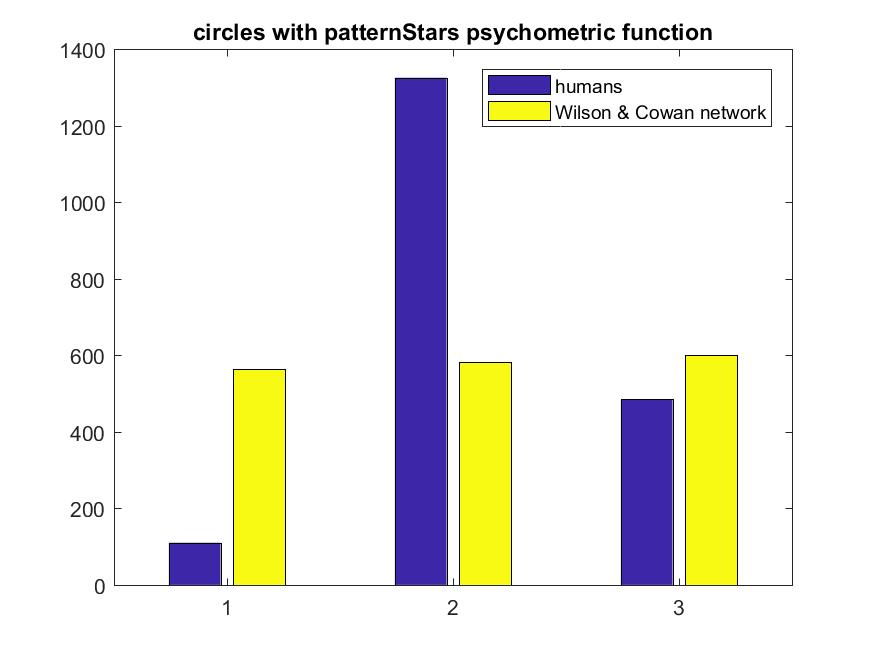 circles with patternStars psychometric function
1400
1200
1000
800
600
400
200
0
humans
Wilson & Cowan network
1 2 3